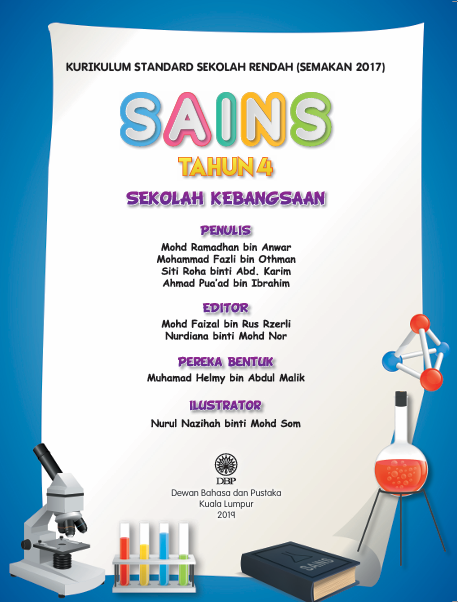 KURIKULUM STANDARD SEKOLAH RENDAH (SEMAKAN 2017)
SAINS
TAHUN 4
SEKOLAH KEBANGSAAN
PENULIS
Mohd Ramadhan bin Anwar
Mohammad Fazli bin Othman
Siti Roha binti Abd. Karim
Ahmad Pua'ad bin Ibrahim
EDITOR
Mohd Faizal bin Rus Rzerli
Nurdiana binti Mohd Nor
PEREKA BENTUK
Muhamad Helmy bin Abdul Malik
ILUSTRATOR
Nurul Nazihah binti Mohd Som
DBP
Dewan Bahasa dan Pustaka
Kuala Lumpur
2019
SAINS